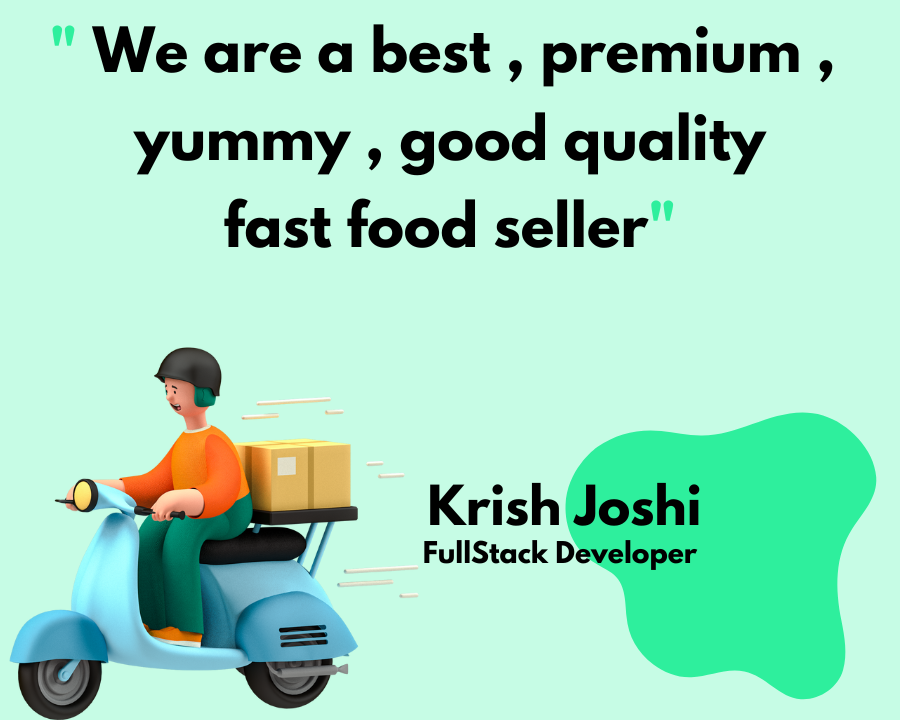 " We are a best , premium ,
yummy , good quality
fast food seller"
Krish Joshi
FullStack Developer